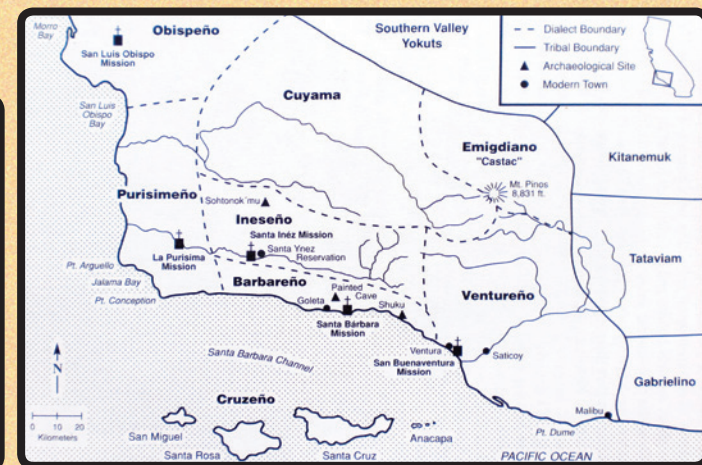 Morro
Bay
Obispeño
San Luis Obispo
Mission
Southern Valley
Yokuts
Dialect Boundary
Tribal Boundary
Archaeological Site
Modern Town
San Luis
Obispo
Bay
Cuyama
Emigdiano
"Castac"
Kitanemuk
Mt. Pinos
8,831 ft.
Purisimeño
Sohtonok´mu
Ineseño
Santa Inéz Mission
Santa Ynez
Reservation
La Purisima
Mission
Tataviam
Pt. Arguello
Jalama Bay
Pt. Conception
Barbareño
Painted
Cave
Goleta
Shuku
Santa Bárbara
Mission
Ventureño
Ventura
San Buenaventura
Mission
Saticoy
Santa Barbara Channel
N
0 10 20
Kilometers
Cruzeño
San Miguel
Santa Rosa
Santa Cruz
Anacapa
Gabrielino
Malibu
Pt. Dume
PACIFIC OCEAN